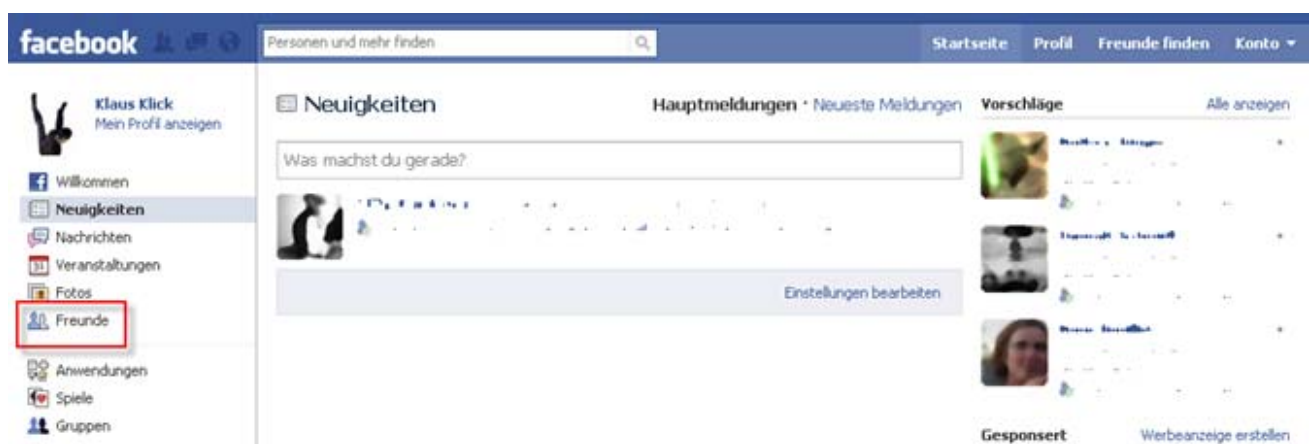 facebook
Personen und mehr finden
Startseite Profil Freunde finden Konto
Klaus Klick
Mein Profil anzeigen
Willkommen
Neuigkeiten
Nachrichten
31 Veranstaltungen
Fotos
Freunde
Anwendungen
Spiele
Gruppen
Neuigkeiten
Hauptmeldungen · Neueste Meldungen
Was machst du gerade?
Einstellungen bearbeiten
Vorschläge Alle anzeigen
Gesponsert Werbeanzeige erstellen